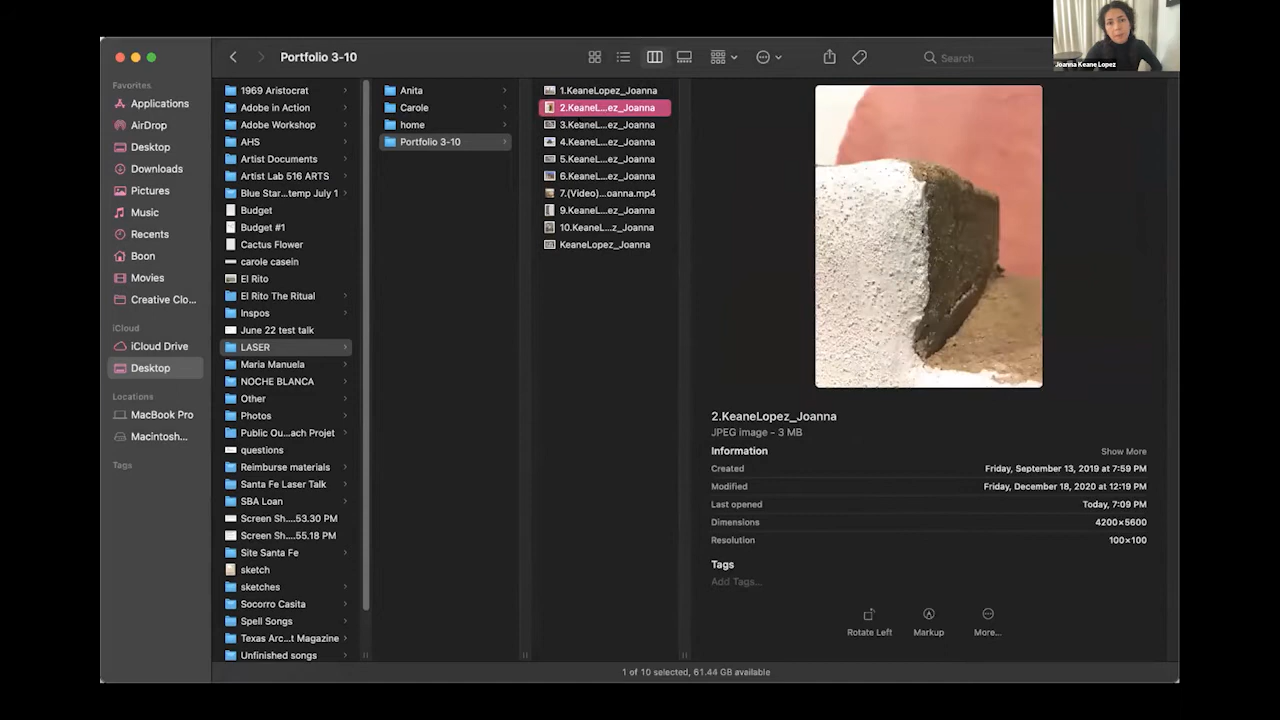 Portfolio 3-10
Search
Joanna Keane Lopez
Favorites
Applications
AirDrop
Desktop
Downloads
Pictures
Music
Recents
Boon
Movies
Creative Clo...
iCloud
iCloud Drive
Desktop
Locations
MacBook Pro
Macintosh...
Tags
1969 Aristocrat
Adobe in Action
Adobe Workshop
AHS
Artist Documents
Artist Lab 516 ARTS
Blue Star...temp July 1
Budget
Budget #1
Cactus Flower
carole casein
El Rito
El Rito The Ritual
Inspos
June 22 test talk
LASER
Maria Manuela
NOCHE BLANCA
Other
Photos
Public Ou...ach Projet
questions
Reimburse materials
Santa Fe Laser Talk
SBA Loan
Screen Sh....53.30 PM
Screen Sh....55.18 PM
Site Santa Fe
sketch
sketches
Socorro Casita
Spell Songs
Texas Arc...t Magazine
Unfinished songs
Anita
Carole
home
Portfolio 3-10
1.KeaneLopez_Joanna
2.KeaneL...ez_Joanna
3.KeaneL...ez_Joanna
4.KeaneL...ez_Joanna
5.KeaneL...ez_Joanna
6.KeaneL...ez_Joanna
7.(Video)...oanna.mp4
9.KeaneL...ez_Joanna
10.KeaneL...z_Joanna
KeaneLopez_Joanna
2.KeaneLopez_Joanna
JPEG image - 3 MB
Information
Show More
Created Friday, September 13, 2019 at 7:59 PM
Modified Friday, December 18, 2020 at 12:19 PM
Last opened Today, 7:09 PM
Dimensions 4200×5600
Resolution 100×100
Tags
Add Tags...
Rotate Left
Markup
More...
1 of 10 selected, 61.44 GB available